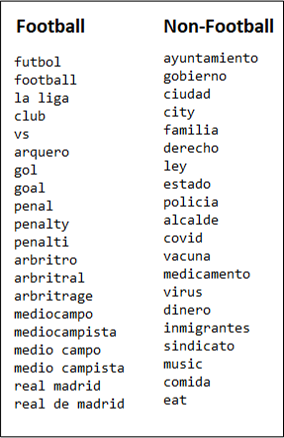 Football
futbol
football
la liga
club
vs
arquero
gol
goal
penal
penalty
penalti
arbritro
arbritral
arbritrage
mediocampo
mediocampista
medio campo
medio campista
real madrid
real de madrid
Non-Football
ayuntamiento
gobierno
ciudad
city
familia
derecho
ley
estado
policia
alcalde
covid
vacuna
medicamento
virus
dinero
inmigrantes
sindicato
music
comida
eat